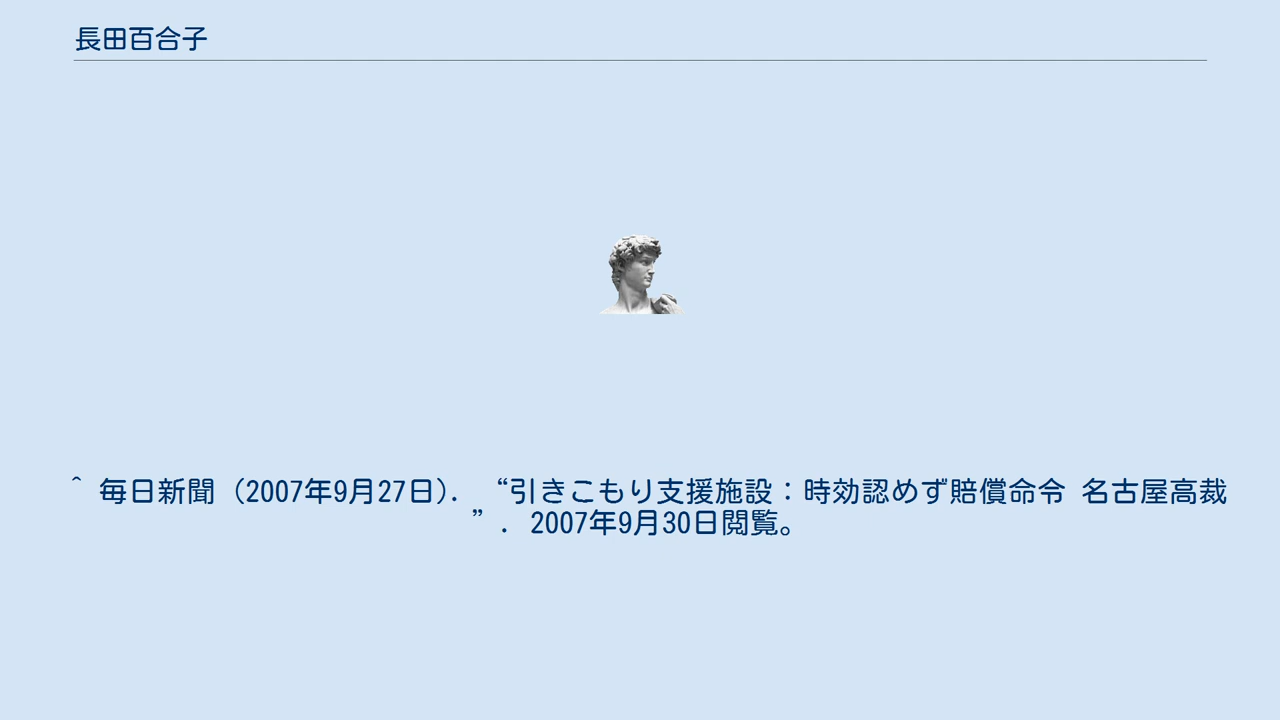 長田百合子
^ 毎日新聞 (2007年9月27日). “引きこもり支援施設：時効認めず賠償命令 名古屋高裁
”. 2007年9月30日閲覧。